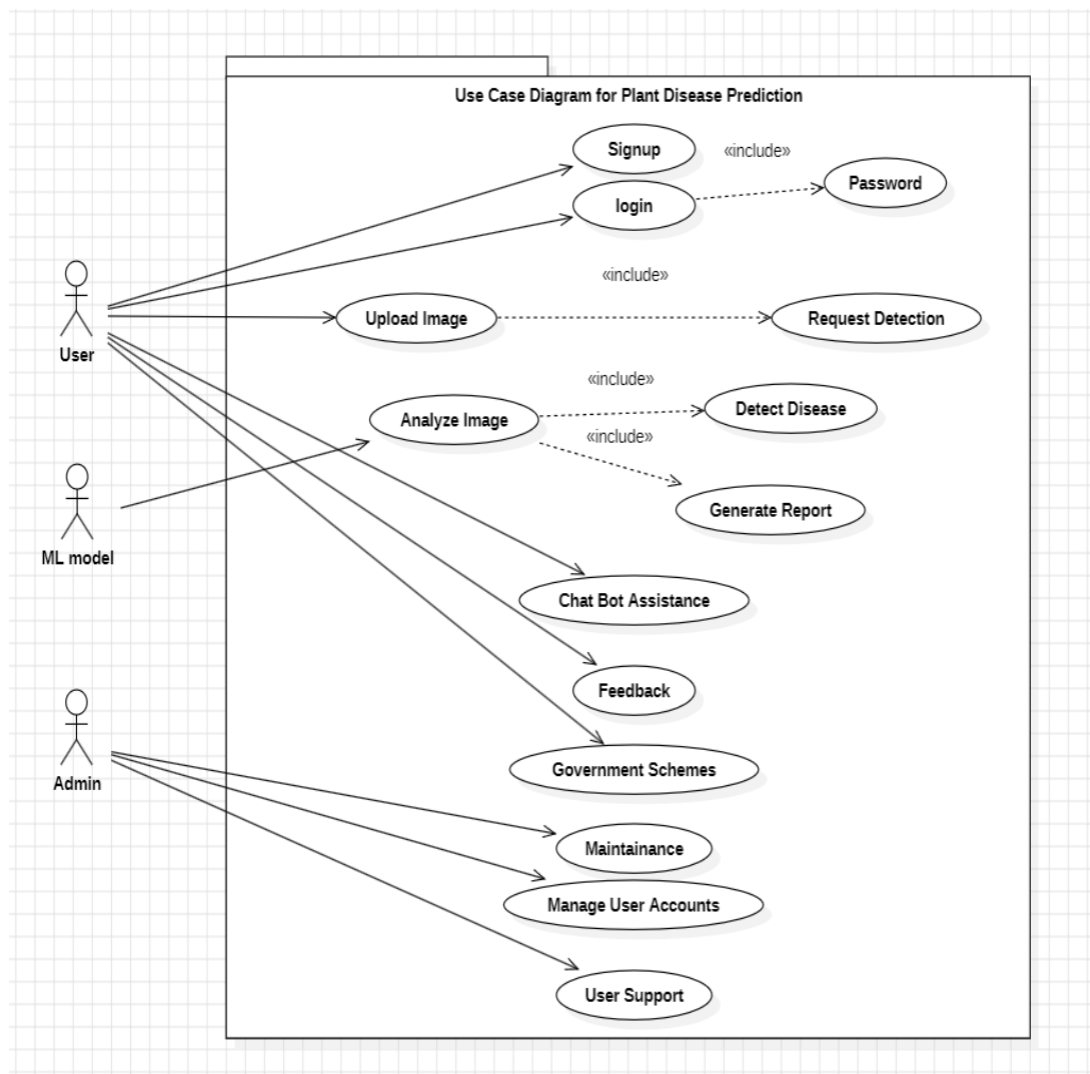 Use Case Diagram for Plant Disease Prediction
Signup
«include»
Password
login
«include»
Upload Image
Request Detection
User
«include»
Detect Disease
Analyze Image
«include»
Generate Report
ML model
Chat Bot Assistance
Feedback
Government Schemes
Admin
Maintainance
Manage User Accounts
User Support